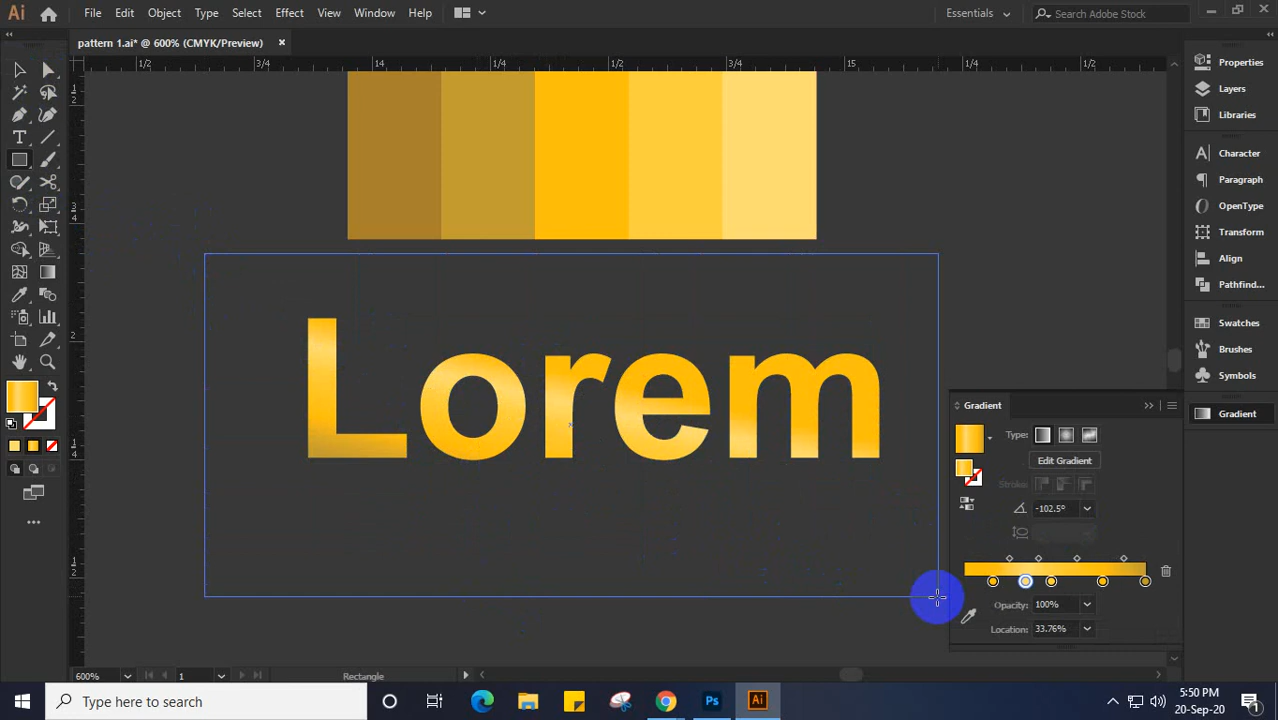 Ai File Edit Object Type Select Effect View Window Help Essentials Search Adobe Stock
pattern 1.ai* @ 600% (CMYK/Preview)
1/2 3/4 14 1/4 1/2 3/4 15 1/4 1/2
Properties
Layers
Libraries
Character
Paragraph
OpenType
Transform
Align
Pathfind...
Swatches
Brushes
Symbols
Gradient
Lorem
Gradient
Type:
Edit Gradient
Stroke:
-102.5°
Opacity: 100%
Location: 33.76%
600% 1 Rectangle
Type here to search
Ps Ai
5:50 PM
20-Sep-20
1